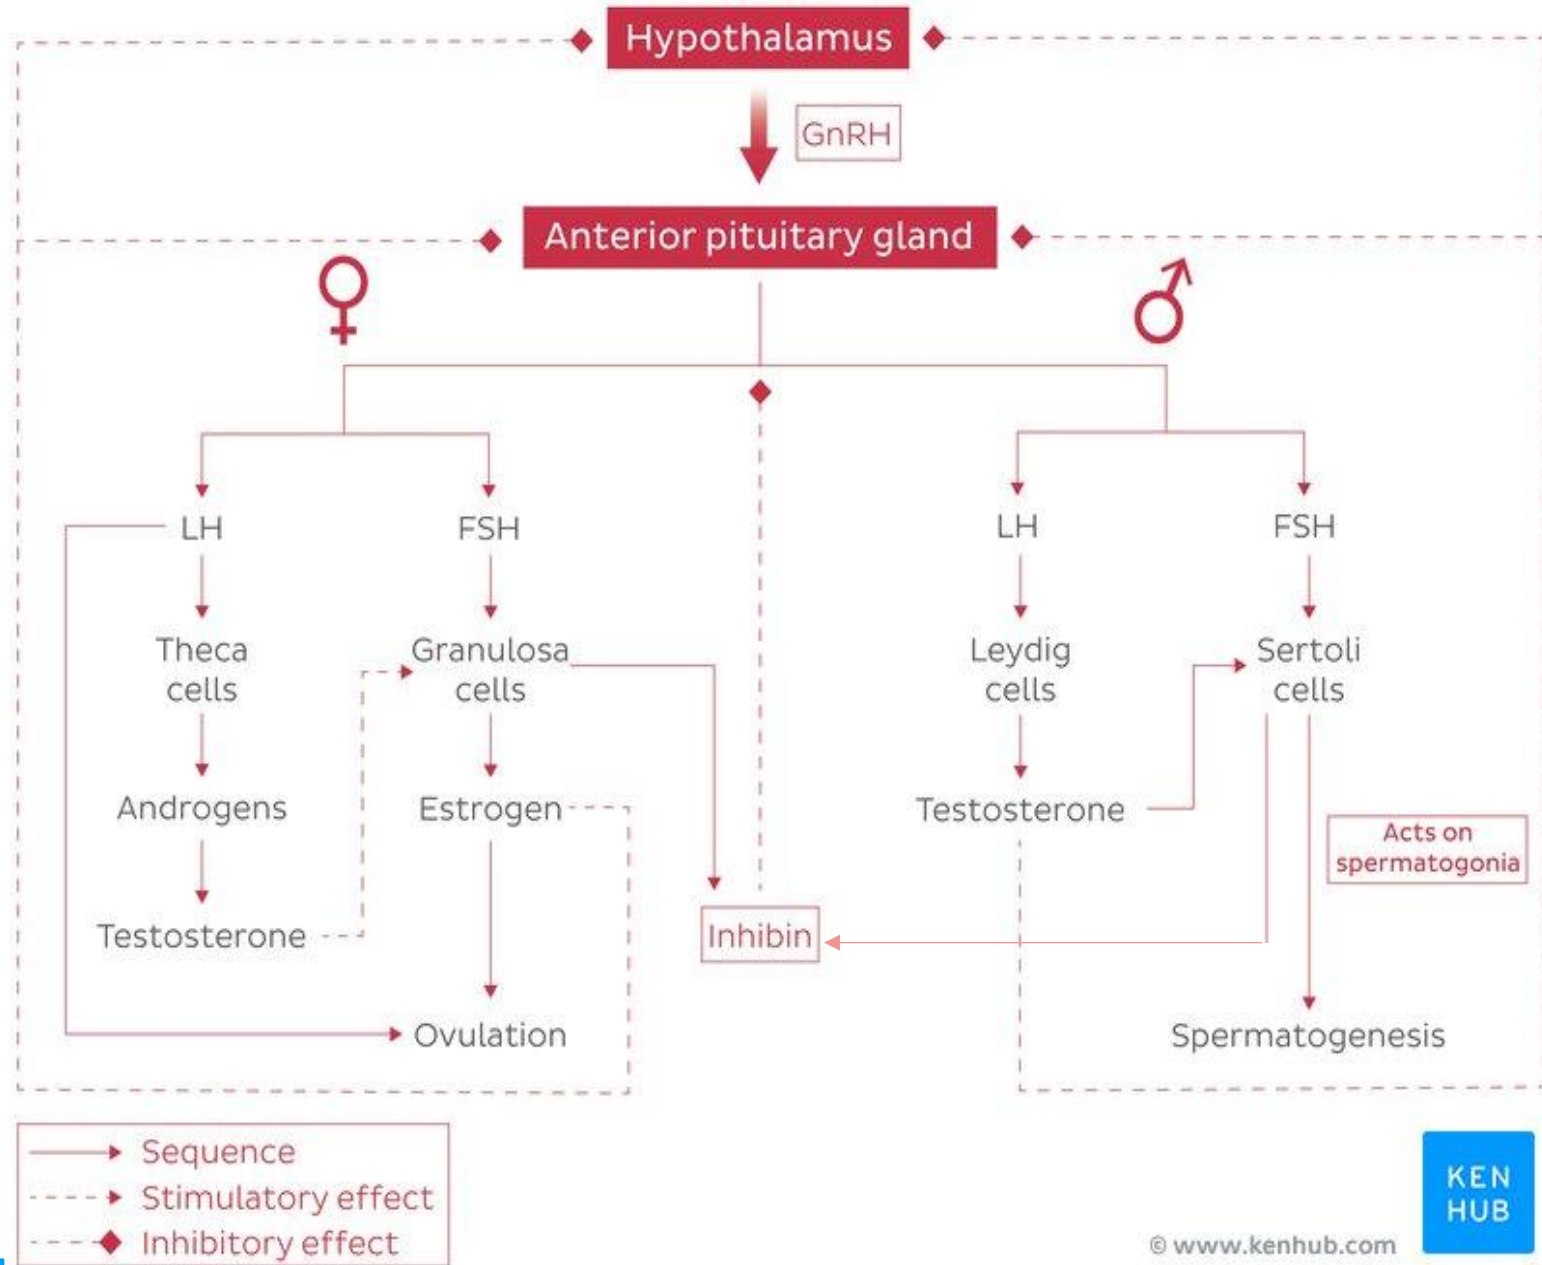 Hypothalamus
GnRH
Anterior pituitary gland
LH
FSH
LH
FSH
Theca
cells
Granulosa
cells
Leydig
cells
Sertoli
cells
Androgens
Estrogen
Testosterone
Acts on
spermatogonia
Testosterone
Inhibin
Ovulation
Spermatogenesis
Sequence
Stimulatory effect
Inhibitory effect
KEN
HUB
© www.kenhub.com